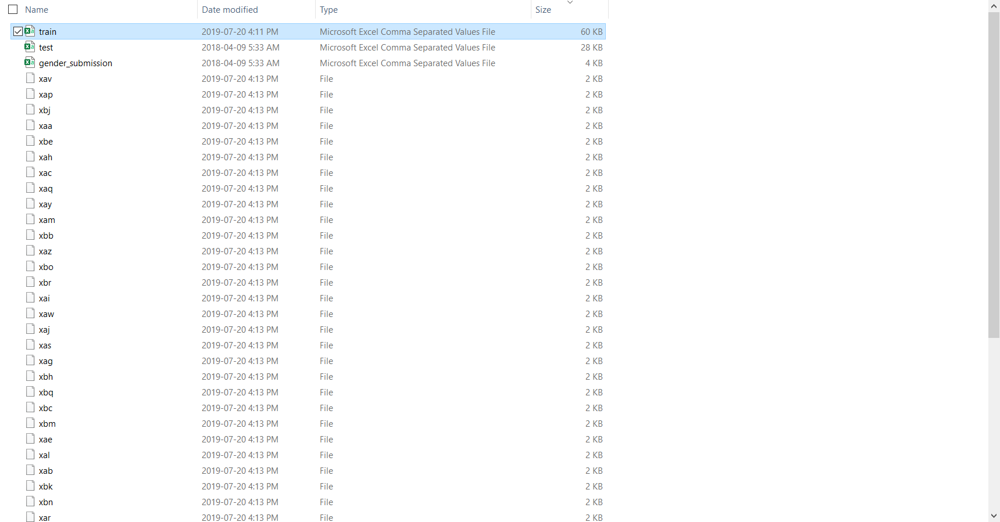 Name Date modified Type Size
train 2019-07-20 4:11 PM Microsoft Excel Comma Separated Values File 60 KB
test 2018-04-09 5:33 AM Microsoft Excel Comma Separated Values File 28 KB
gender_submission 2018-04-09 5:33 AM Microsoft Excel Comma Separated Values File 4 KB
xav 2019-07-20 4:13 PM File 2 KB
xap 2019-07-20 4:13 PM File 2 KB
xbj 2019-07-20 4:13 PM File 2 KB
xaa 2019-07-20 4:13 PM File 2 KB
xbe 2019-07-20 4:13 PM File 2 KB
xah 2019-07-20 4:13 PM File 2 KB
xac 2019-07-20 4:13 PM File 2 KB
xaq 2019-07-20 4:13 PM File 2 KB
xay 2019-07-20 4:13 PM File 2 KB
xam 2019-07-20 4:13 PM File 2 KB
xbb 2019-07-20 4:13 PM File 2 KB
xaz 2019-07-20 4:13 PM File 2 KB
xbo 2019-07-20 4:13 PM File 2 KB
xbr 2019-07-20 4:13 PM File 2 KB
xai 2019-07-20 4:13 PM File 2 KB
xaw 2019-07-20 4:13 PM File 2 KB
xaj 2019-07-20 4:13 PM File 2 KB
xas 2019-07-20 4:13 PM File 2 KB
xag 2019-07-20 4:13 PM File 2 KB
xbh 2019-07-20 4:13 PM File 2 KB
xbq 2019-07-20 4:13 PM File 2 KB
xbc 2019-07-20 4:13 PM File 2 KB
xbm 2019-07-20 4:13 PM File 2 KB
xae 2019-07-20 4:13 PM File 2 KB
xal 2019-07-20 4:13 PM File 2 KB
xab 2019-07-20 4:13 PM File 2 KB
xbk 2019-07-20 4:13 PM File 2 KB
xbn 2019-07-20 4:13 PM File 2 KB
xar 2019-07-20 4:13 PM File 2 KB